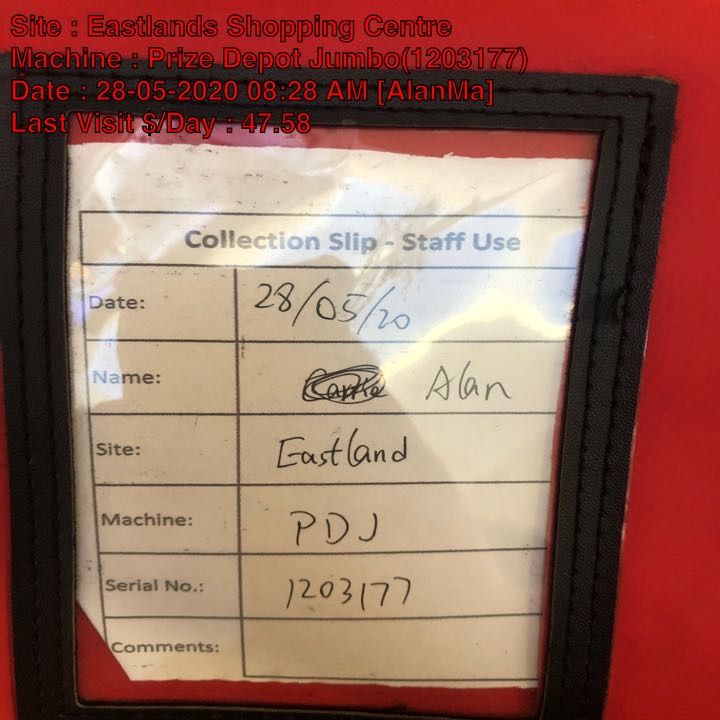 Site : Eastlands Shopping Centre
Machine : Prize Depot Jumbo(1203177)
Date : 28-05-2020 08:28 AM [AlanMa]
Last Visit $/Day : 47.58
Collection Slip - Staff Use
Date: 28/05/20
Name: Alan
Site: Eastland
Machine: PDJ
Serial No.: 1203177
Comments: